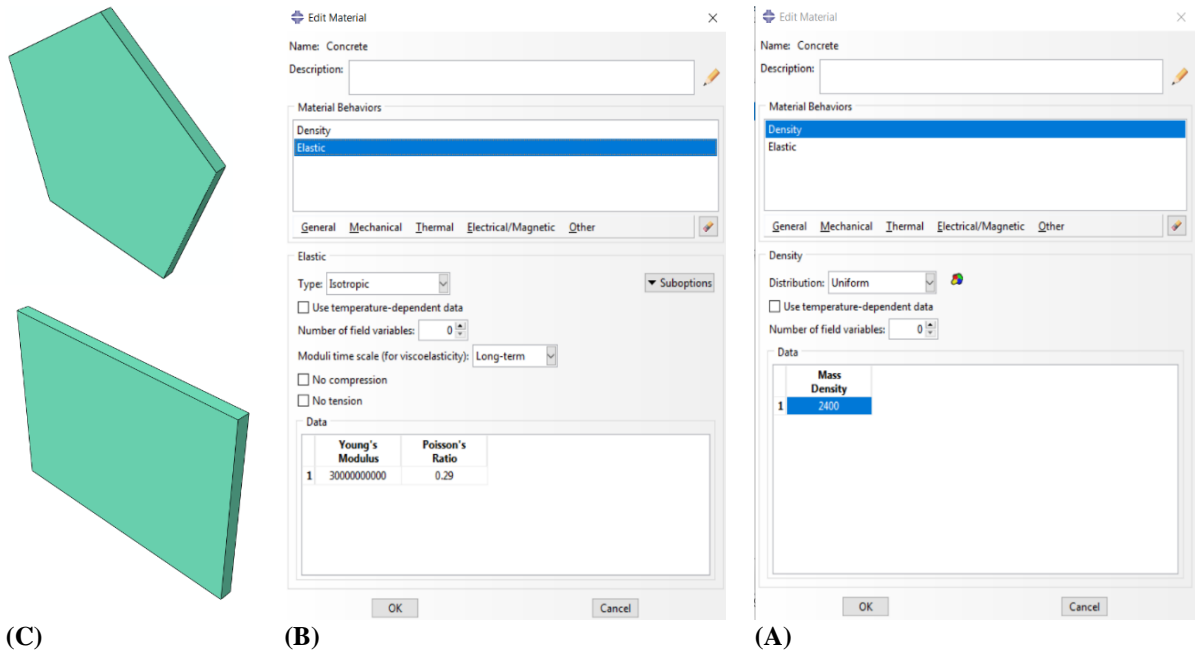 Edit Material
Name: Concrete
Description:
Material Behaviors
Density
Elastic
General Mechanical Thermal Electrical/Magnetic Other
Elastic
Type: Isotropic
Suboptions
Use temperature-dependent data
Number of field variables: 0
Moduli time scale (for viscoelasticity): Long-term
No compression
No tension
Data
Young's Modulus
Poisson's Ratio
1 30000000000 0.29
OK Cancel
Edit Material
Name: Concrete
Description:
Material Behaviors
Density
Elastic
General Mechanical Thermal Electrical/Magnetic Other
Density
Distribution: Uniform
Use temperature-dependent data
Number of field variables: 0
Data
Mass
Density
1 2400
OK Cancel
(C) (B) (A)